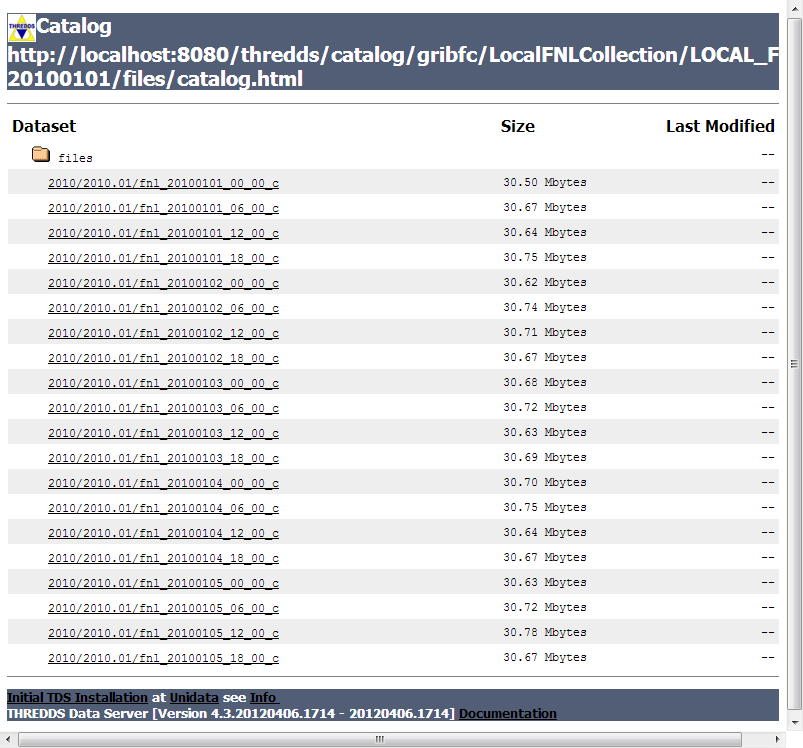 THREDDS Catalog
http://localhost:8080/thredds/catalog/gribfc/LocalFNLCollection/LOCAL_F
20100101/files/catalog.html
Dataset Size Last Modified
files --
2010/2010.01/fnl_20100101_00_00_c 30.50 Mbytes --
2010/2010.01/fnl_20100101_06_00_c 30.67 Mbytes --
2010/2010.01/fnl_20100101_12_00_c 30.64 Mbytes --
2010/2010.01/fnl_20100101_18_00_c 30.75 Mbytes --
2010/2010.01/fnl_20100102_00_00_c 30.62 Mbytes --
2010/2010.01/fnl_20100102_06_00_c 30.74 Mbytes --
2010/2010.01/fnl_20100102_12_00_c 30.71 Mbytes --
2010/2010.01/fnl_20100102_18_00_c 30.67 Mbytes --
2010/2010.01/fnl_20100103_00_00_c 30.68 Mbytes --
2010/2010.01/fnl_20100103_06_00_c 30.72 Mbytes --
2010/2010.01/fnl_20100103_12_00_c 30.63 Mbytes --
2010/2010.01/fnl_20100103_18_00_c 30.69 Mbytes --
2010/2010.01/fnl_20100104_00_00_c 30.70 Mbytes --
2010/2010.01/fnl_20100104_06_00_c 30.75 Mbytes --
2010/2010.01/fnl_20100104_12_00_c 30.64 Mbytes --
2010/2010.01/fnl_20100104_18_00_c 30.67 Mbytes --
2010/2010.01/fnl_20100105_00_00_c 30.63 Mbytes --
2010/2010.01/fnl_20100105_06_00_c 30.72 Mbytes --
2010/2010.01/fnl_20100105_12_00_c 30.78 Mbytes --
2010/2010.01/fnl_20100105_18_00_c 30.67 Mbytes --
Initial TDS Installation at Unidata see Info
THREDDS Data Server [Version 4.3.20120406.1714 - 20120406.1714] Documentation